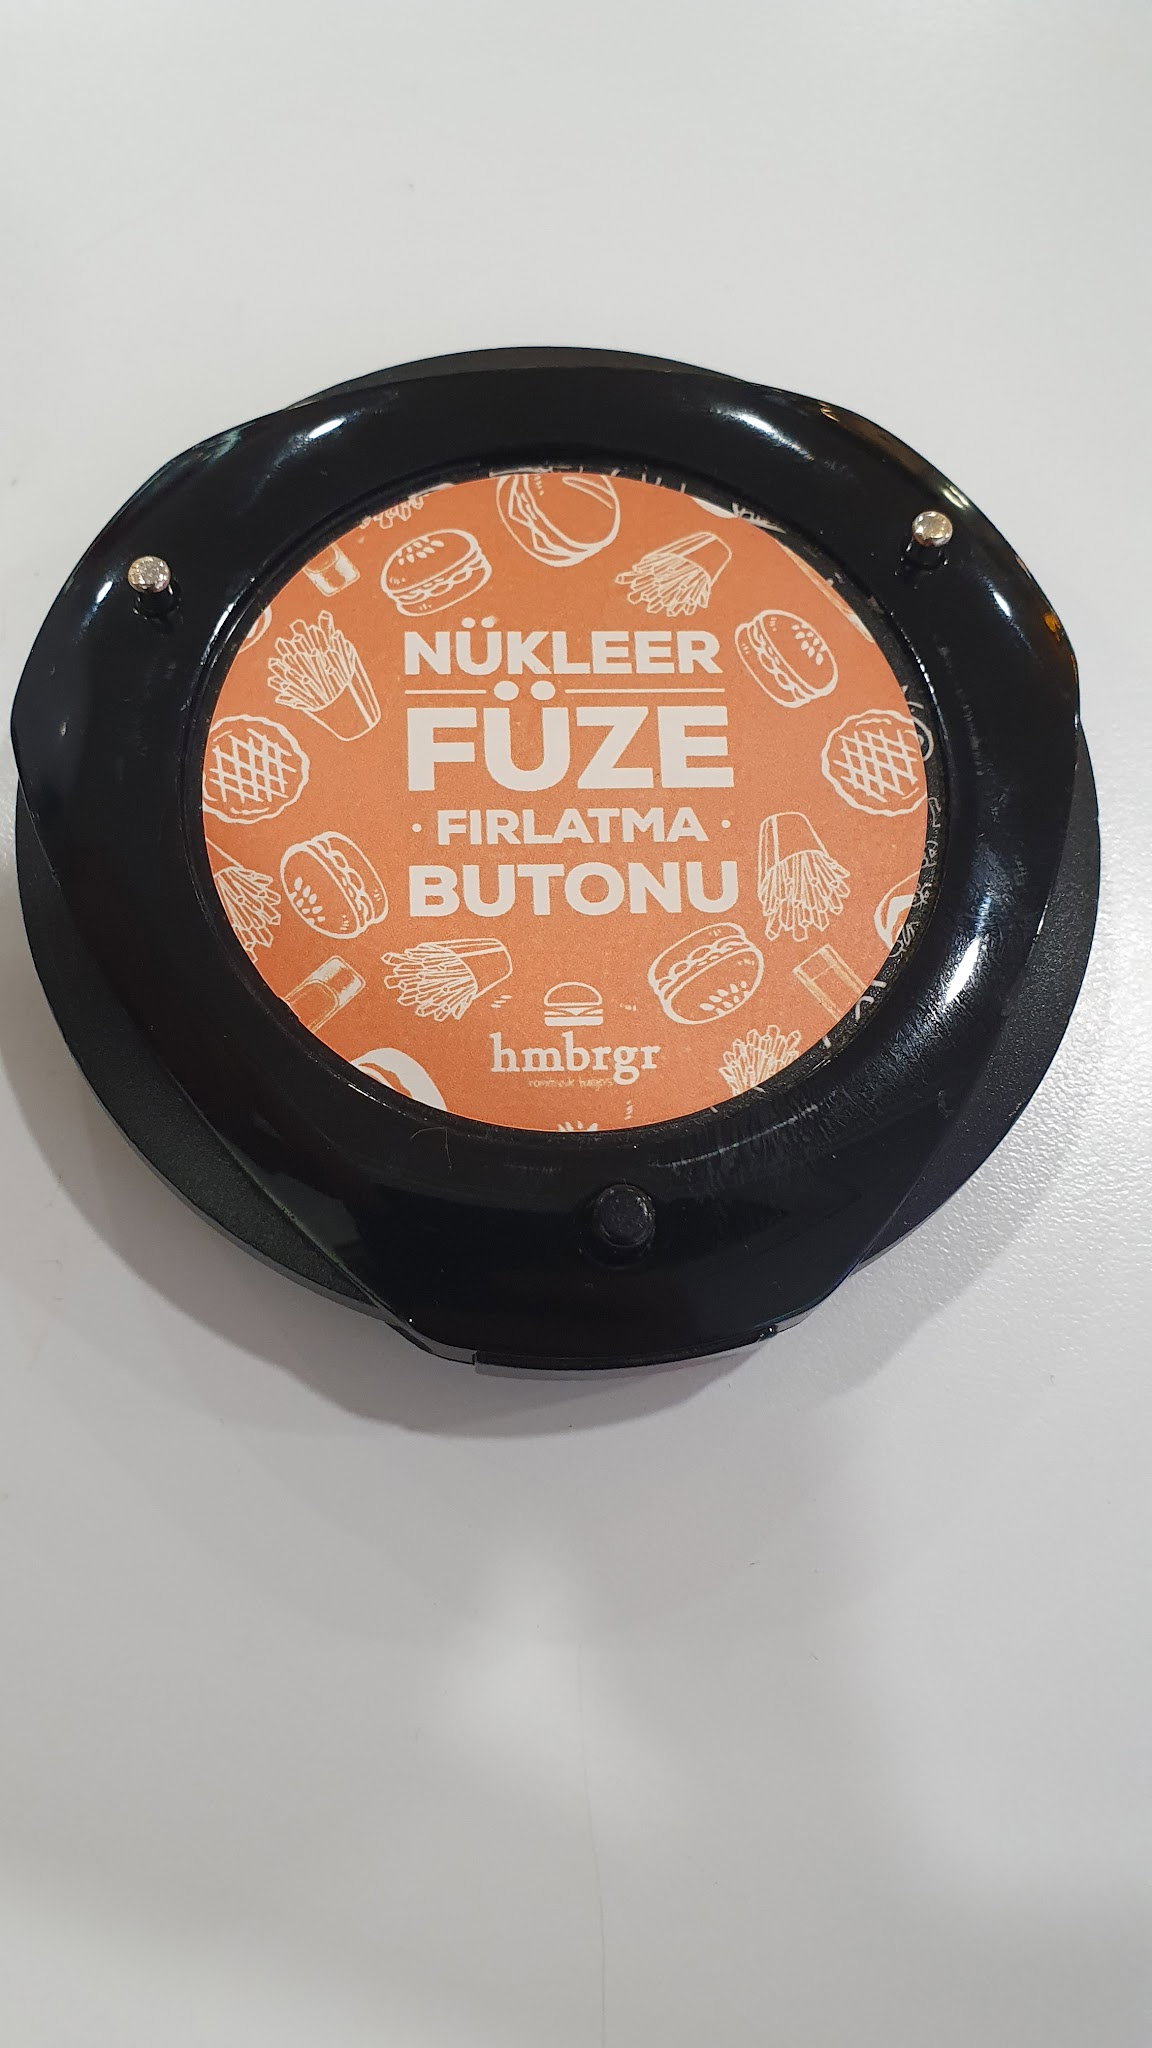 NÜKLEER
FÜZE
· FIRLATMA ·
BUTONU
hmbrgr